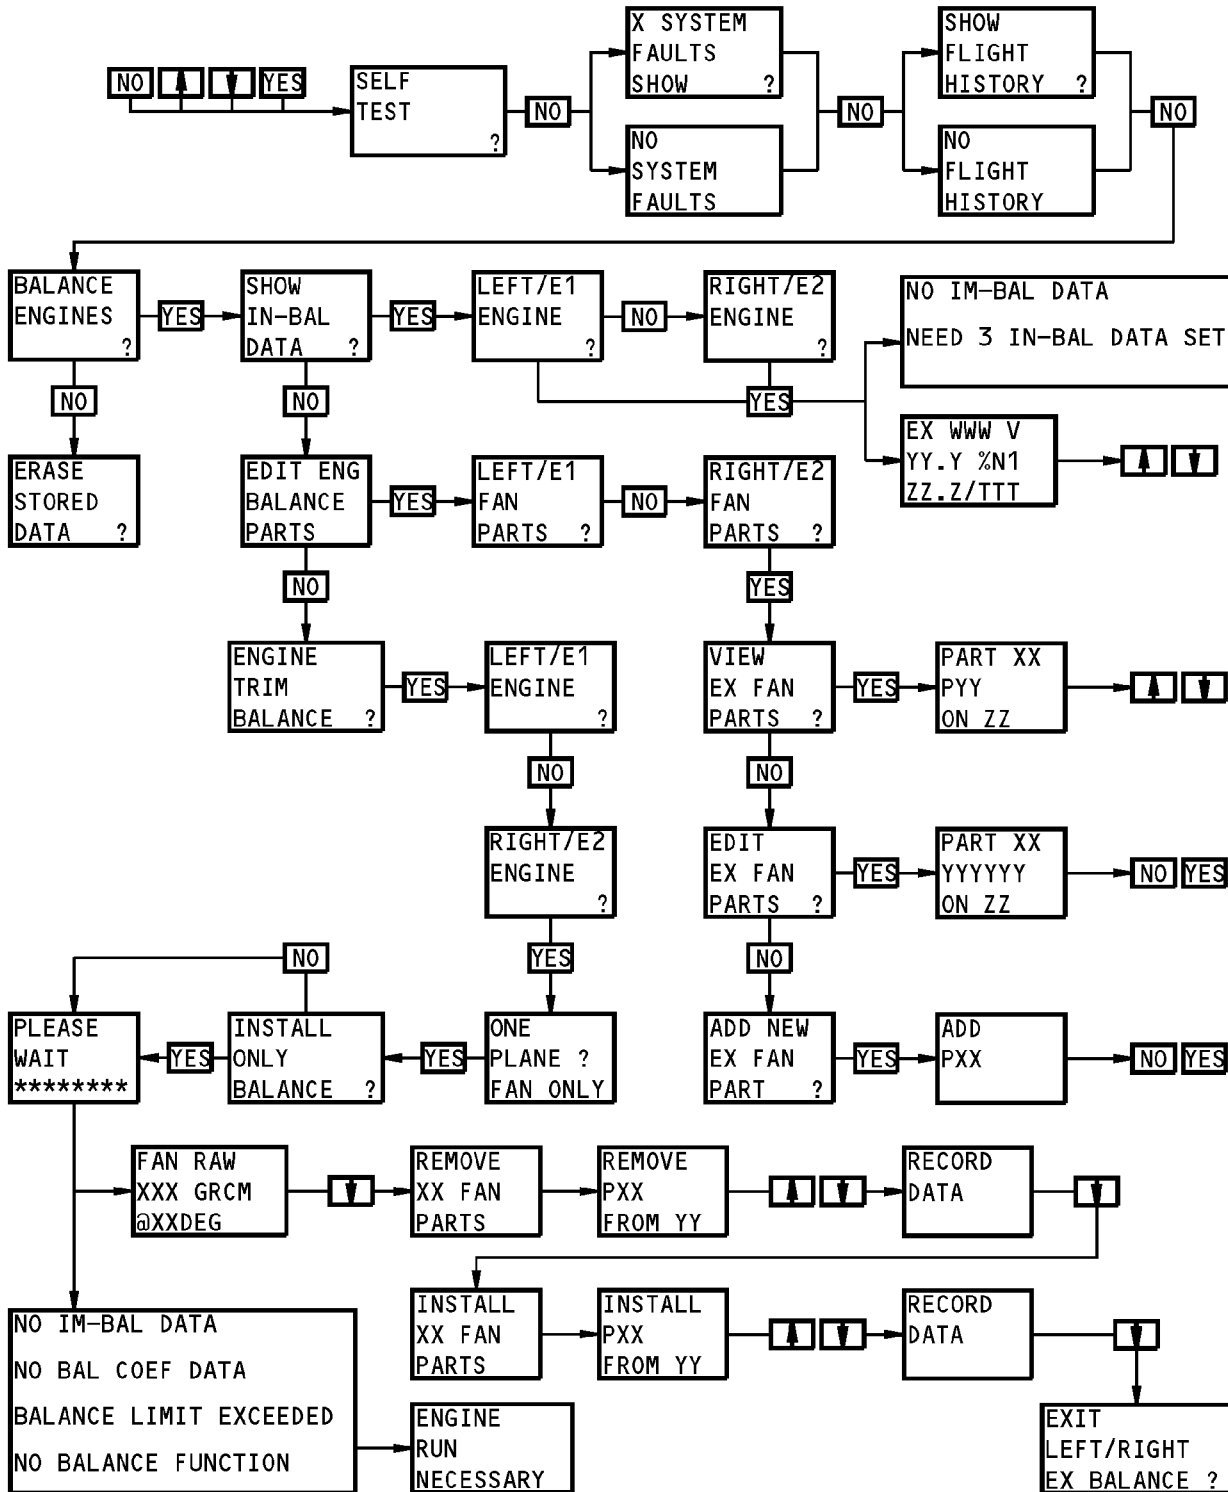 NO
YES
SELF
TEST
?
NO
X SYSTEM
FAULTS
SHOW ?
NO
SYSTEM
FAULTS
NO
SHOW
FLIGHT
HISTORY ?
NO
FLIGHT
HISTORY
NO
BALANCE
ENGINES
?
YES
SHOW
IN-BAL
DATA ?
YES
LEFT/E1
ENGINE
?
NO
RIGHT/E2
ENGINE
?
NO IM-BAL DATA
NEED 3 IN-BAL DATA SET
NO
NO
YES
EX WWW V
YY.Y %N1
ZZ.Z/TTT
ERASE
STORED
DATA ?
EDIT ENG
BALANCE
PARTS
YES
LEFT/E1
FAN
PARTS ?
NO
RIGHT/E2
FAN
PARTS ?
NO
YES
ENGINE
TRIM
BALANCE ?
YES
LEFT/E1
ENGINE
?
VIEW
EX FAN
PARTS ?
YES
PART XX
PYY
ON ZZ
NO
NO
RIGHT/E2
ENGINE
?
EDIT
EX FAN
PARTS ?
YES
PART XX
YYYYYY
ON ZZ
NO YES
NO
YES
NO
PLEASE
WAIT
********
YES
INSTALL
ONLY
BALANCE ?
YES
ONE
PLANE ?
FAN ONLY
ADD NEW
EX FAN
PART ?
YES
ADD
PXX
NO YES
FAN RAW
XXX GRCM
@XXDEG
REMOVE
XX FAN
PARTS
REMOVE
PXX
FROM YY
RECORD
DATA
INSTALL
XX FAN
PARTS
INSTALL
PXX
FROM YY
RECORD
DATA
NO IM-BAL DATA
NO BAL COEF DATA
BALANCE LIMIT EXCEEDED
NO BALANCE FUNCTION
ENGINE
RUN
NECESSARY
EXIT
LEFT/RIGHT
EX BALANCE ?